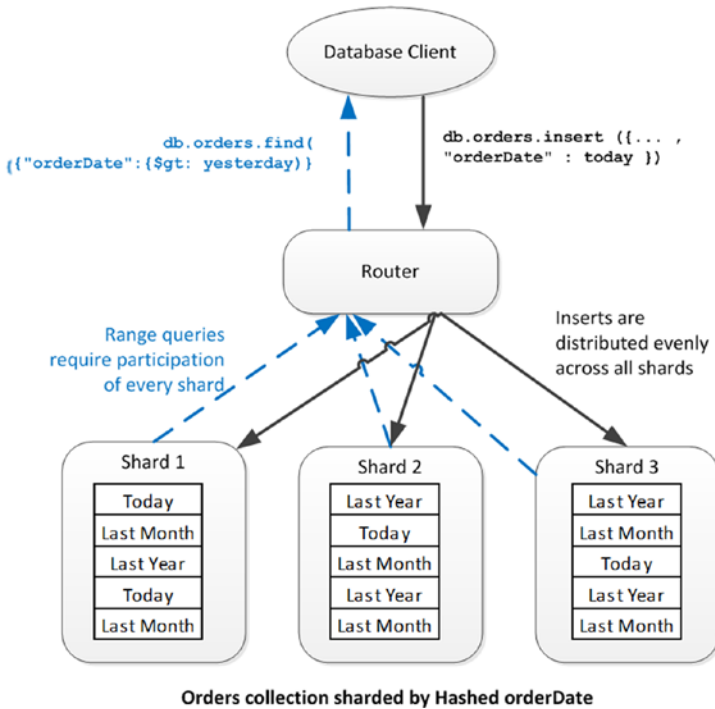 Database Client
db.orders.find(
({"orderDate":{$gt: yesterday)}
db.orders.insert ({... ,
"orderDate" : today })
Router
Range queries
require participation
of every shard
Inserts are
distributed evenly
across all shards
Shard 1
Today
Last Month
Last Year
Today
Last Month
Shard 2
Last Year
Today
Last Month
Last Year
Last Month
Shard 3
Last Year
Last Month
Today
Last Year
Last Month
Orders collection sharded by Hashed orderDate